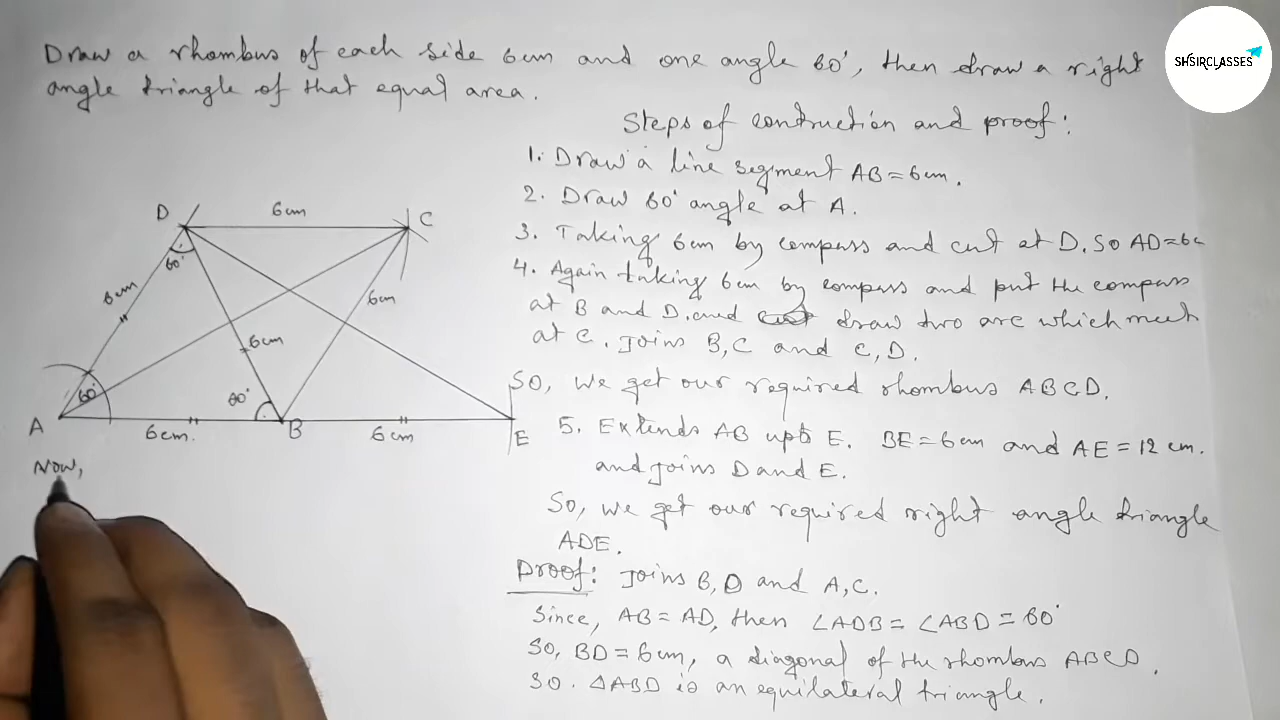 Draw a rhombus of each side 6cm and one angle 60°, then draw a right
angle triangle of that equal area.
SHSIRCLASSES
Steps of construction and proof:
1. Draw a line segment AB=6cm.
2. Draw 60° angle at A.
3. Taking 6cm by compass and cut at D. So AD=6c
4. Again taking 6cm by compass and put the compass
at B and D. and draw two arc which meet
at C. Joins B,C and C,D.
So, we get our required rhombus ABCD.
5. Extends AB upto E. BE=6cm and AE=12 cm.
and joins D and E.
So, we get our required right angle triangle
ADE.
Proof: Joins B,D and A,C.
Since, AB=AD, then ∠ADB=∠ABD=60°
So, BD=6cm, a diagonal of the rhombus ABCD.
So. △ABD is an equilateral triangle.
D
6cm
C
60°
6cm
6cm
6cm
60°
60°
A
6cm.
B
6cm
E
Now,